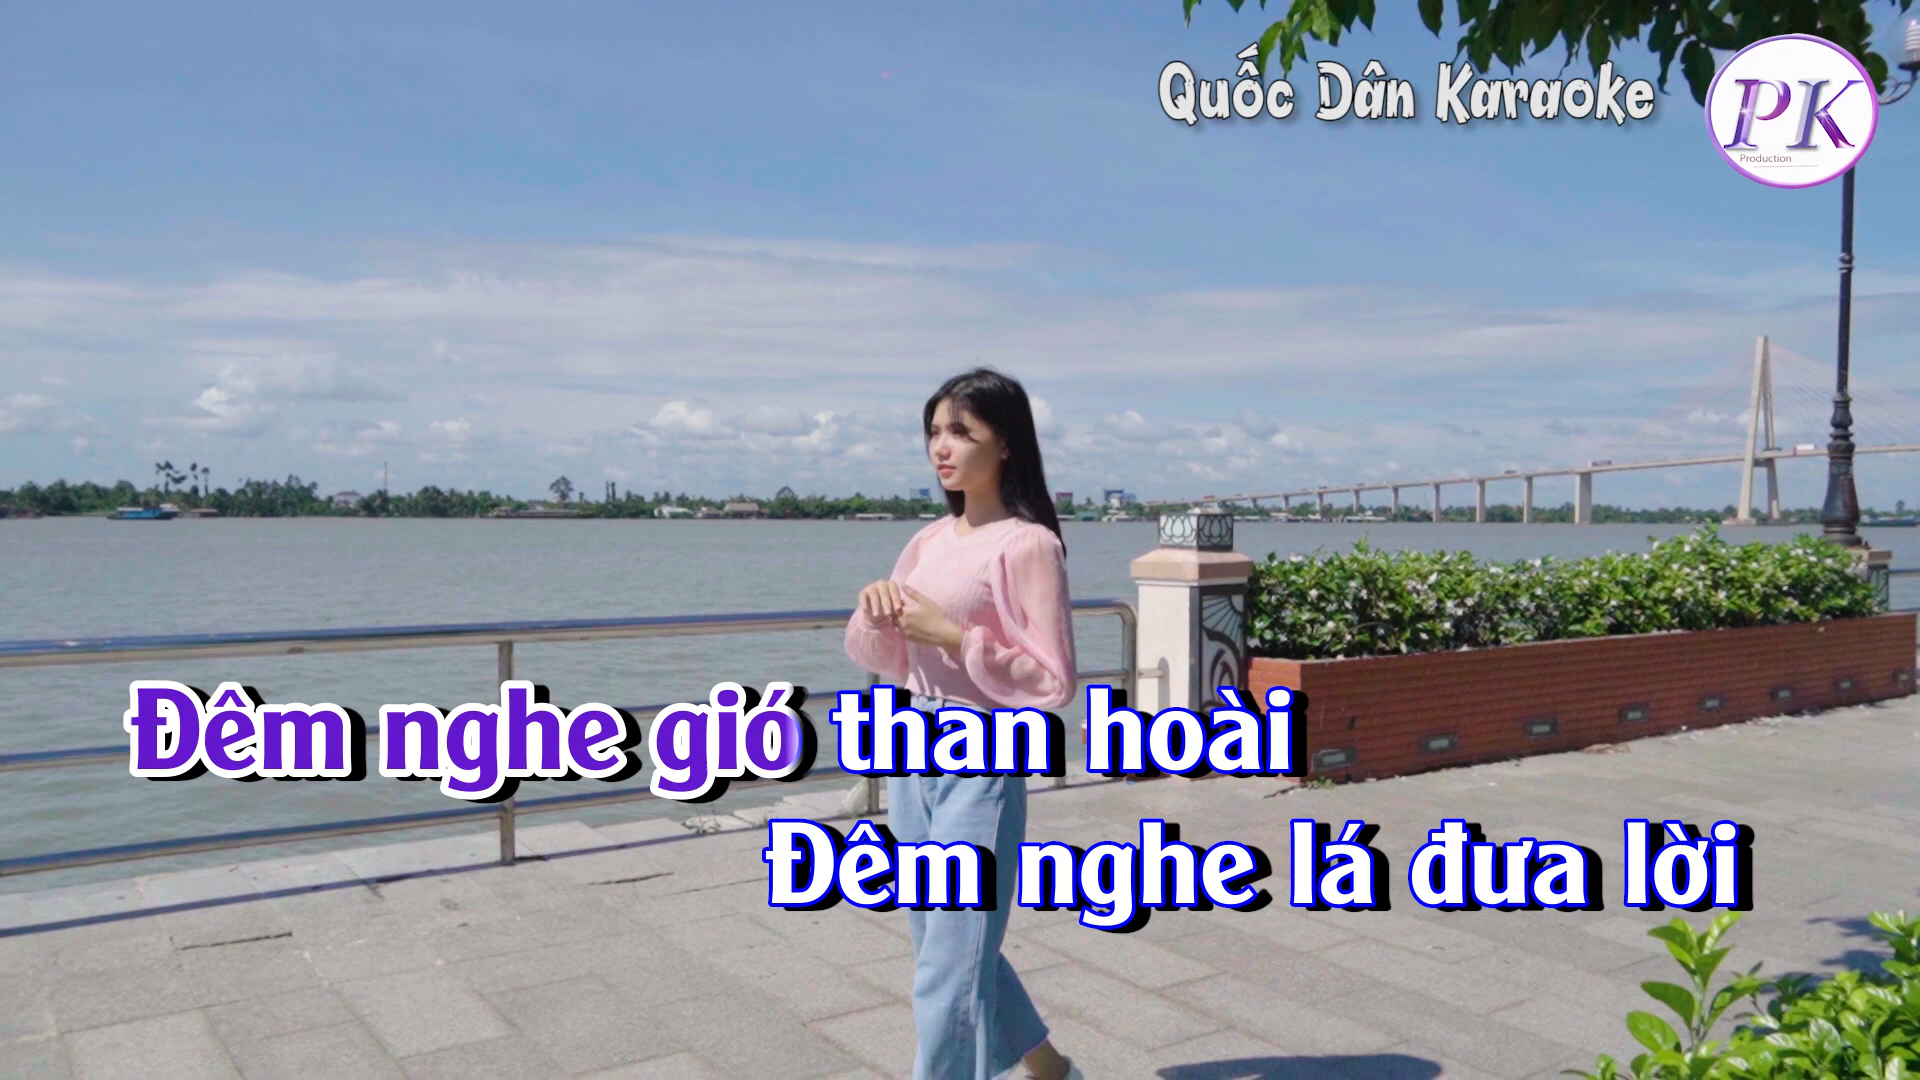 Quốc Dân Karaoke
PK
Production
Đêm nghe gió than hoài
Đêm nghe lá đưa lời